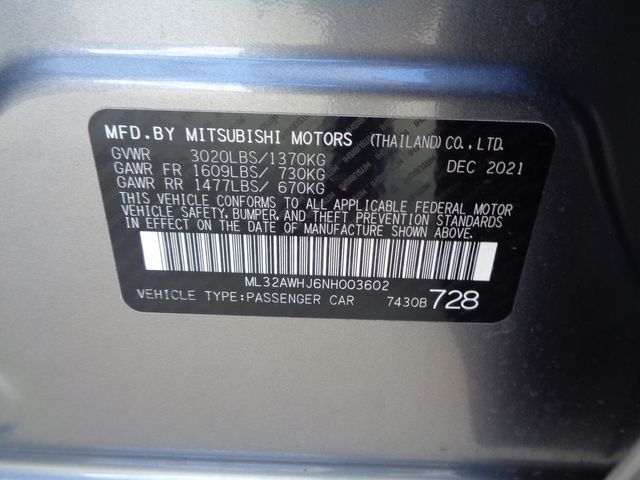 MFD.BY MITSUBISHI MOTORS (THAILAND) CO., LTD.
GVWR 3020LBS/1370KG DEC 2021
GAWR FR 1609LBS/ 730KG
GAWR RR 1477LBS/ 670KG
THIS VEHICLE CONFORMS TO ALL APPLICABLE FEDERAL MOTOR
VEHICLE SAFETY, BUMPER, AND THEFT PREVENTION STANDARDS
IN EFFECT ON THE DATE OF MANUFACTURE SHOWN ABOVE.
ML32AWHJ6NH003602
VEHICLE TYPE:PASSENGER CAR 7430B 728